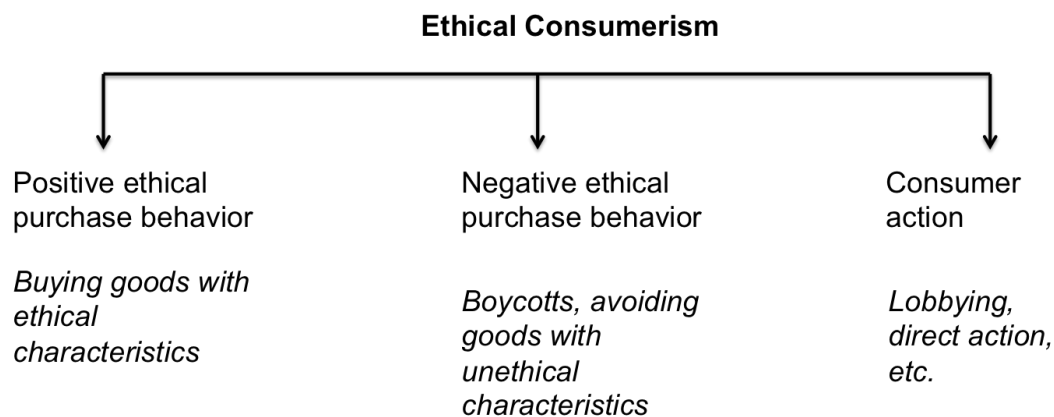 Ethical Consumerism
Positive ethical
purchase behavior
Buying goods with
ethical
characteristics
Negative ethical
purchase behavior
Boycotts, avoiding
goods with
unethical
characteristics
Consumer
action
Lobbying,
direct action,
etc.